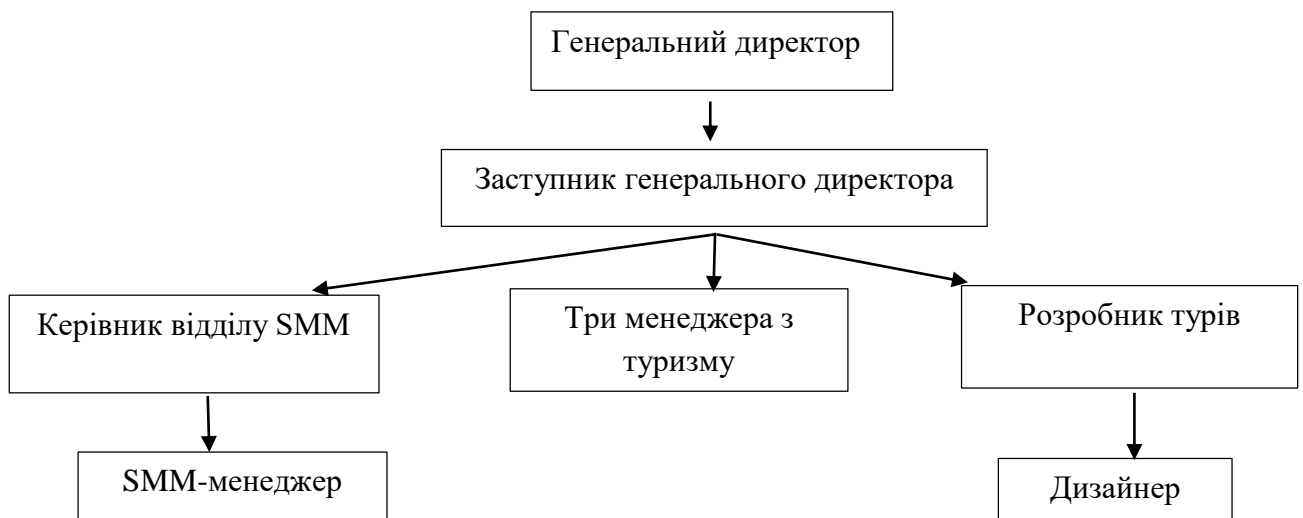 Генеральний директор
Заступник генерального директора
Керівник відділу SMM
Три менеджера з
туризму
Розробник турів
SMM-менеджер
Дизайнер